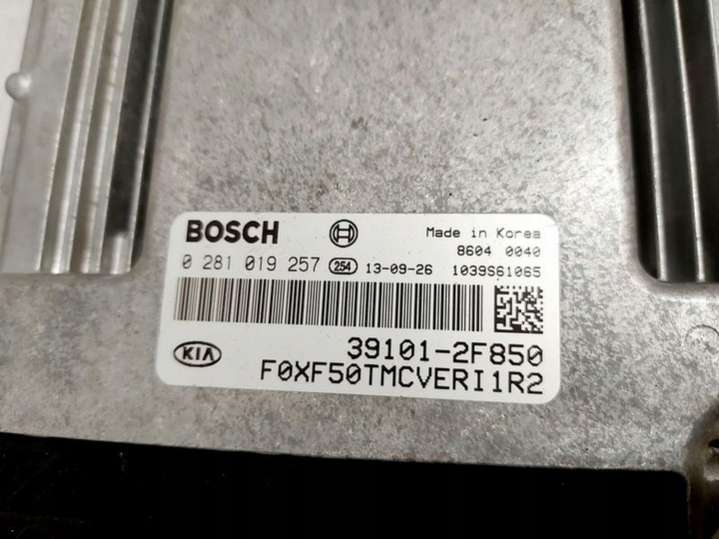 BOSCH Made in Korea
8604 0040
0 281 019 257 254 13-09-26 1039S61065
KIA 39101-2F850
F0XF50TMCVERI1R2